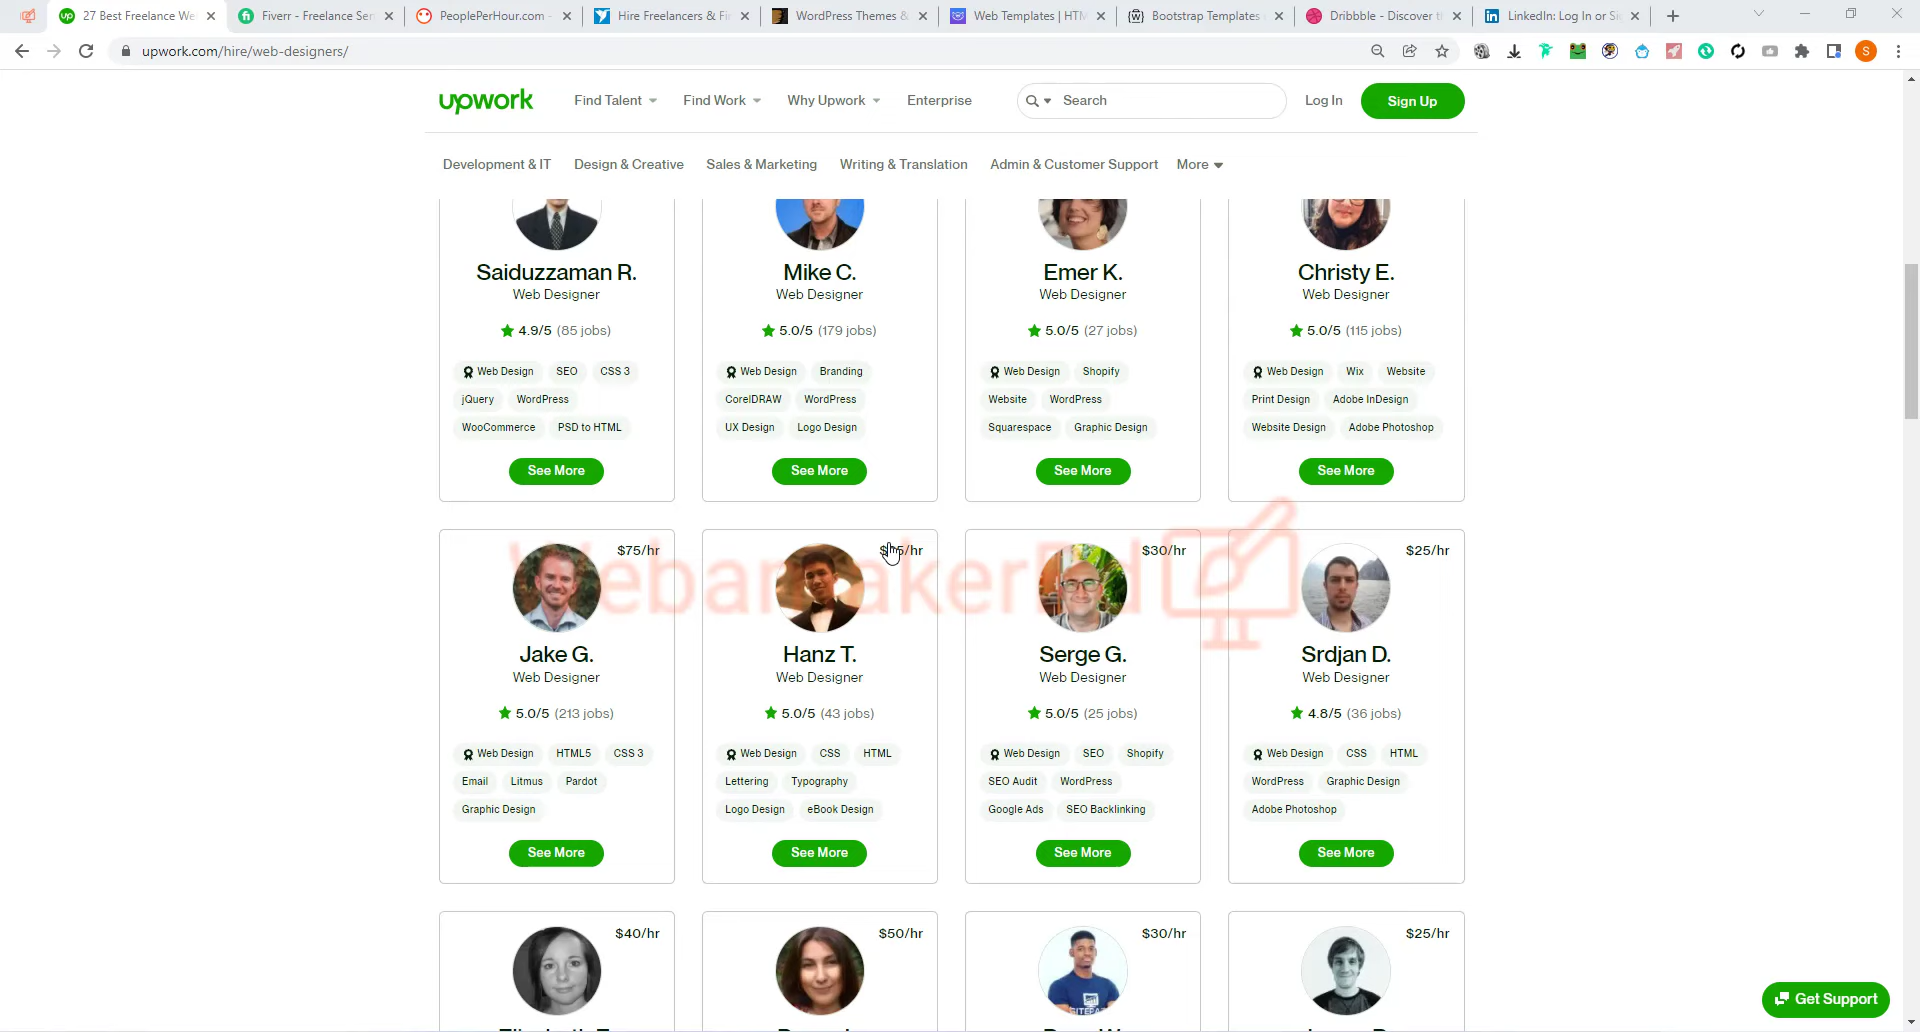 27 Best Freelance We
Fiverr - Freelance Ser
PeoplePerHour.com -
Hire Freelancers & Fi
WordPress Themes &
Web Templates | HTM
Bootstrap Templates
Dribbble - Discover t
LinkedIn: Log In or Si
upwork.com/hire/web-designers/
upwork
Find Talent
Find Work
Why Upwork
Enterprise
Search
Log In
Sign Up
Development & IT
Design & Creative
Sales & Marketing
Writing & Translation
Admin & Customer Support
More
Saiduzzaman R.
Web Designer
4.9/5 (85 jobs)
Web Design SEO CSS 3
jQuery WordPress
WooCommerce PSD to HTML
See More
Mike C.
Web Designer
5.0/5 (179 jobs)
Web Design Branding
CorelDRAW WordPress
UX Design Logo Design
See More
Emer K.
Web Designer
5.0/5 (27 jobs)
Web Design Shopify
Website WordPress
Squarespace Graphic Design
See More
Christy E.
Web Designer
5.0/5 (115 jobs)
Web Design Wix Website
Print Design Adobe InDesign
Website Design Adobe Photoshop
See More
$75/hr
Jake G.
Web Designer
5.0/5 (213 jobs)
Web Design HTML5 CSS 3
Email Litmus Pardot
Graphic Design
See More
Hanz T.
Web Designer
5.0/5 (43 jobs)
Web Design CSS HTML
Lettering Typography
Logo Design eBook Design
See More
$30/hr
Serge G.
Web Designer
5.0/5 (25 jobs)
Web Design SEO Shopify
SEO Audit WordPress
Google Ads SEO Backlinking
See More
$25/hr
Srdjan D.
Web Designer
4.8/5 (36 jobs)
Web Design CSS HTML
WordPress Graphic Design
Adobe Photoshop
See More
$40/hr
$50/hr
$30/hr
$25/hr
Get Support